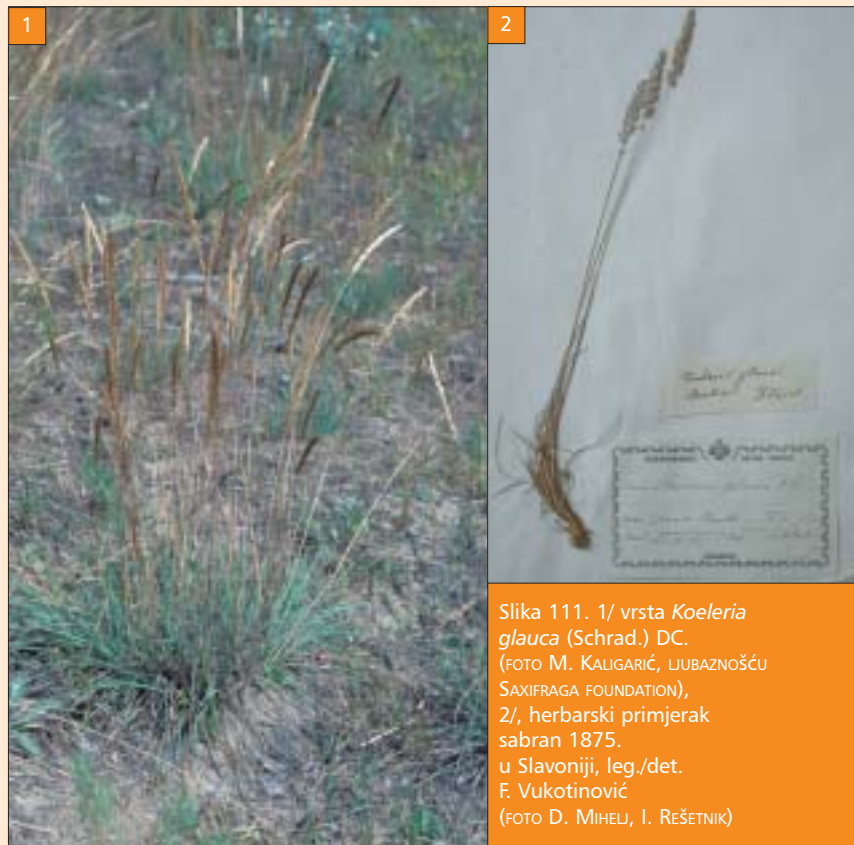 1
2
Slika 111. 1/ vrsta Koeleria
glauca (Schrad.) DC.
(FOTO M. KALIGARIĆ, LJUBAZNOŠĆU
SAXIFRAGA FOUNDATION),
2/, herbarski primjerak
sabran 1875.
u Slavoniji, leg./det.
F. Vukotinović
(FOTO D. MIHELJ, I. REŠETNIK)